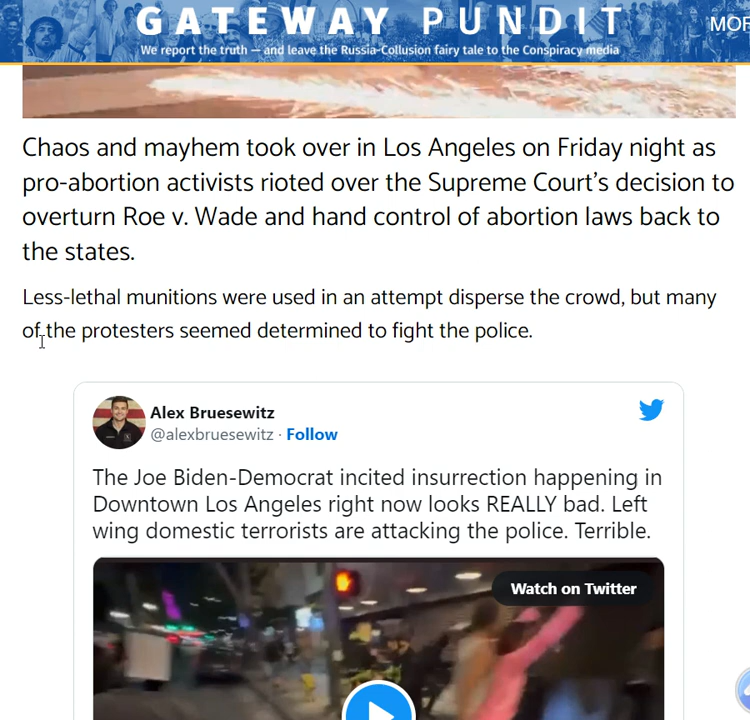 GATEWAY PUNDIT
MOR
We report the truth — and leave the Russia-Collusion fairy tale to the Conspiracy media
Chaos and mayhem took over in Los Angeles on Friday night as
pro-abortion activists rioted over the Supreme Court's decision to
overturn Roe v. Wade and hand control of abortion laws back to
the states.
Less-lethal munitions were used in an attempt disperse the crowd, but many
of the protesters seemed determined to fight the police.
Alex Bruesewitz
@alexbruesewitz · Follow
The Joe Biden-Democrat incited insurrection happening in
Downtown Los Angeles right now looks REALLY bad. Left
wing domestic terrorists are attacking the police. Terrible.
Watch on Twitter